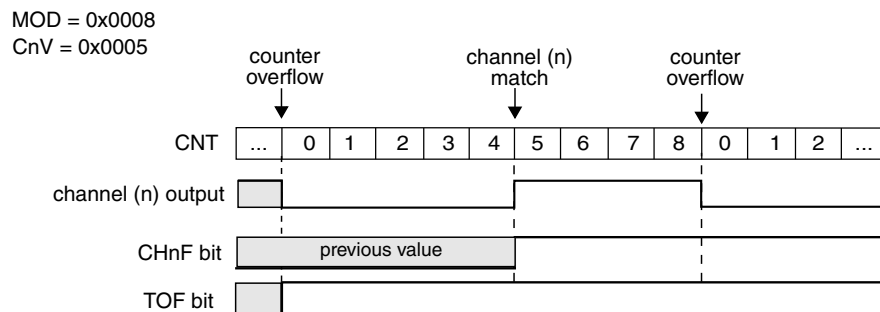 MOD = 0x0008
CnV = 0x0005
counter
overflow
channel (n)
match
counter
overflow
CNT ... 0 1 2 3 4 5 6 7 8 0 1 2 ...
channel (n) output
CHnF bit previous value
TOF bit